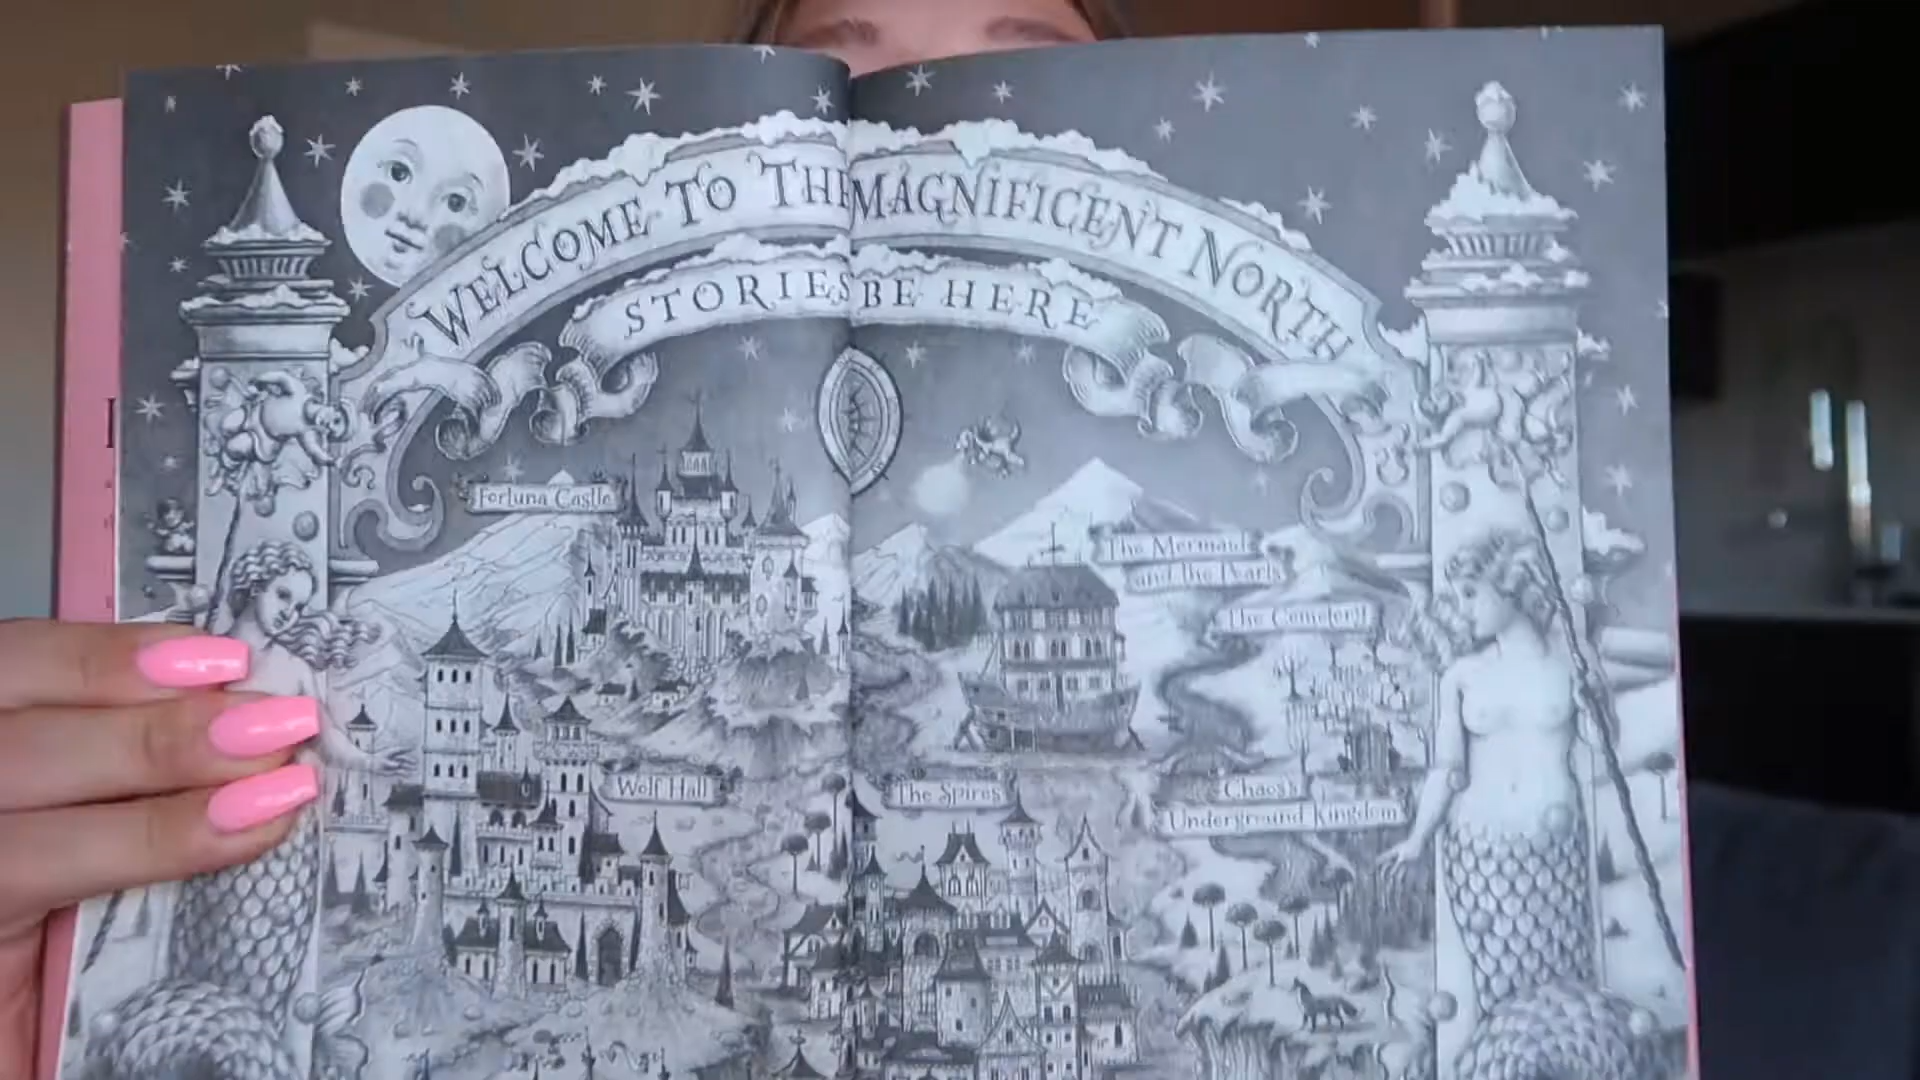 WELCOME TO THE MAGNIFICENT NORTH
STORIES BE HERE
Fortuna Castle
The Mermaid
and the Pearls
The Cemetery
Wolf Hall
The Spires
Chaos's
Underground Kingdom